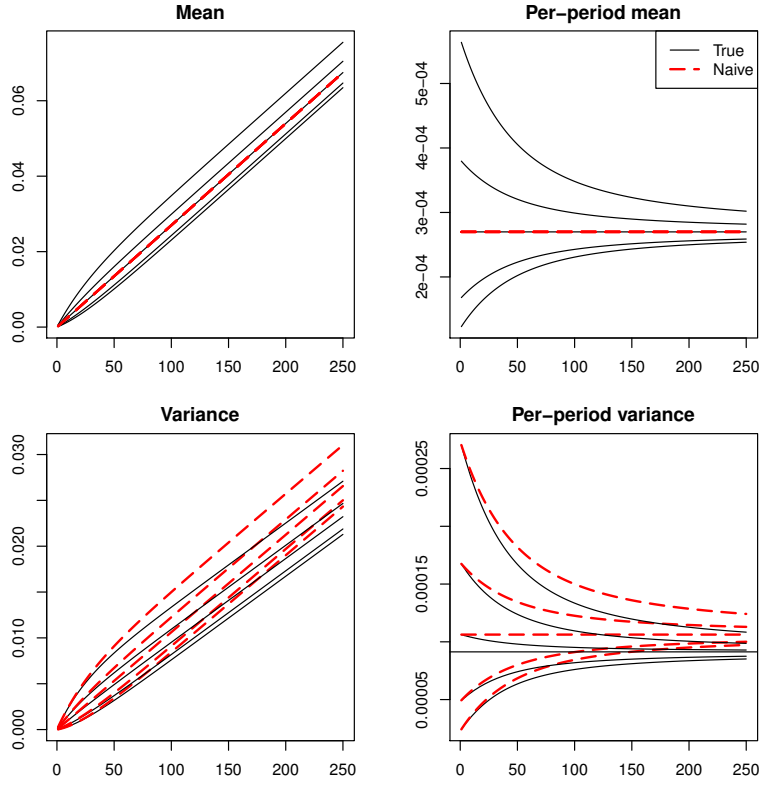 Mean
0.06
0.04
0.02
0.00
0 50 100 150 200 250
Per−period mean
True
Naive
5e−04
4e−04
3e−04
2e−04
0 50 100 150 200 250
Variance
0.030
0.020
0.010
0.000
0 50 100 150 200 250
Per−period variance
0.00025
0.00015
0.00005
0 50 100 150 200 250